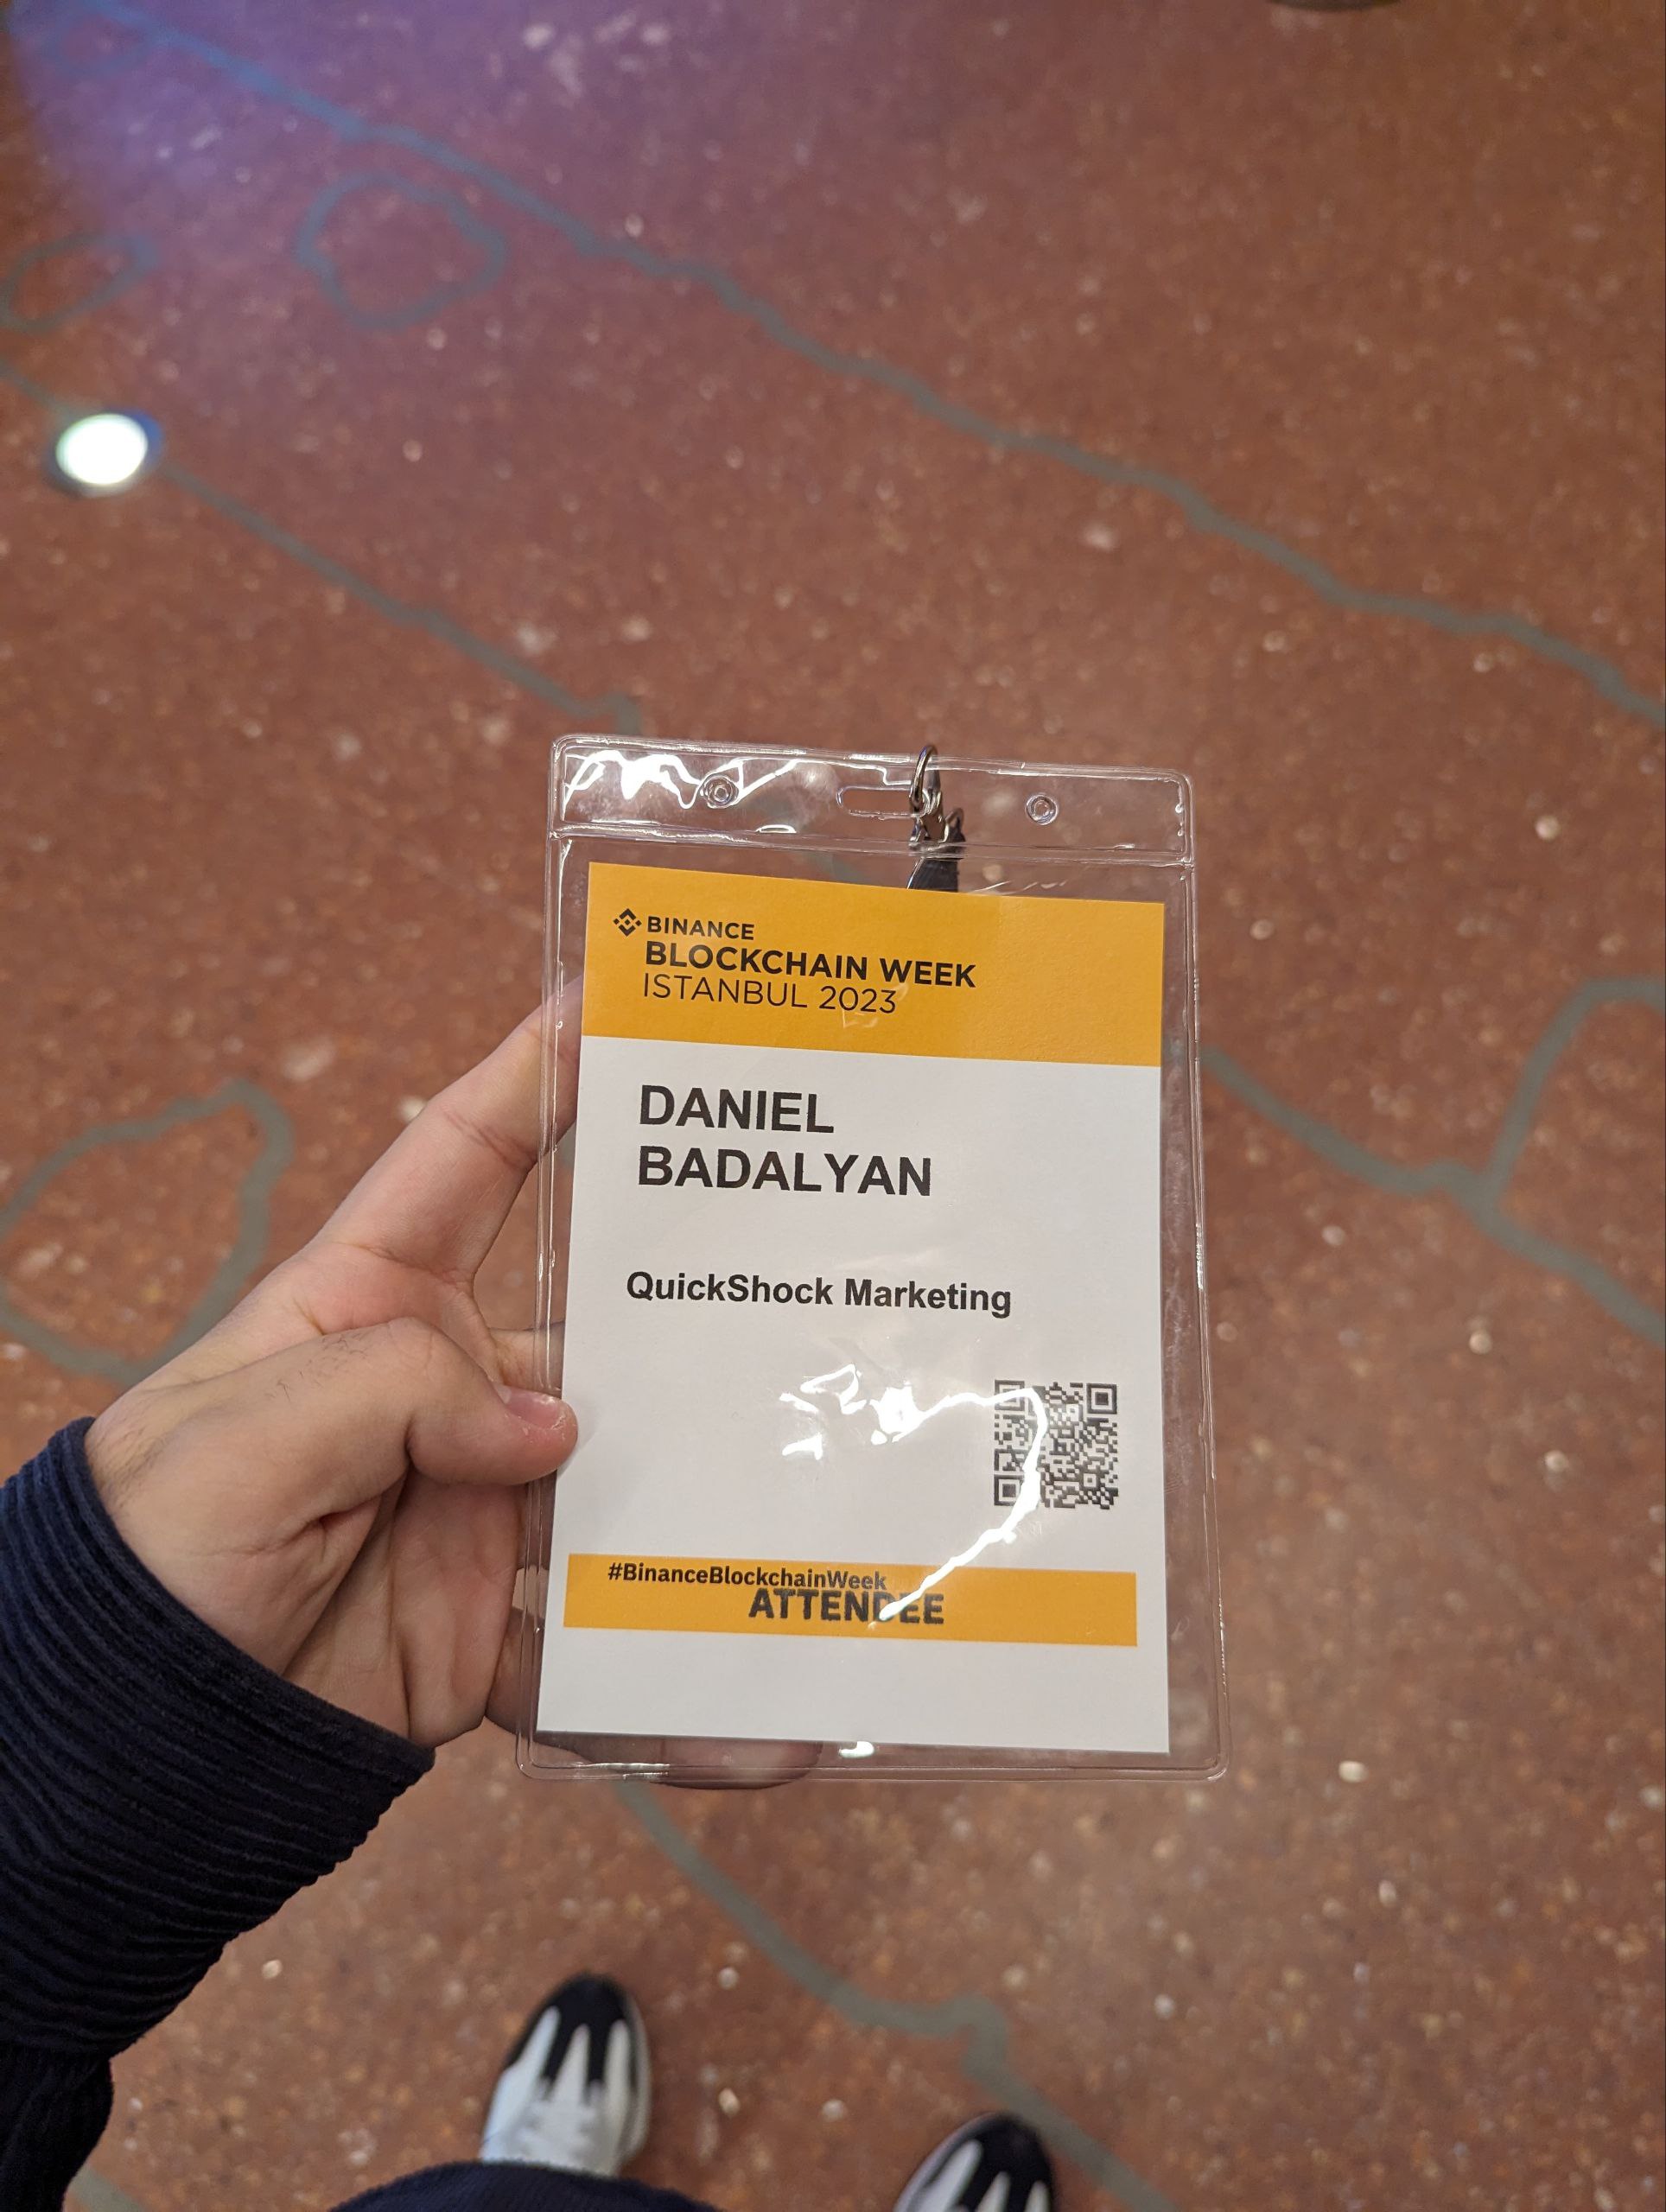 BINANCE
BLOCKCHAIN WEEK
ISTANBUL 2023
DANIEL
BADALYAN
QuickShock Marketing
#BinanceBlockchainWeek
ATTENDEE